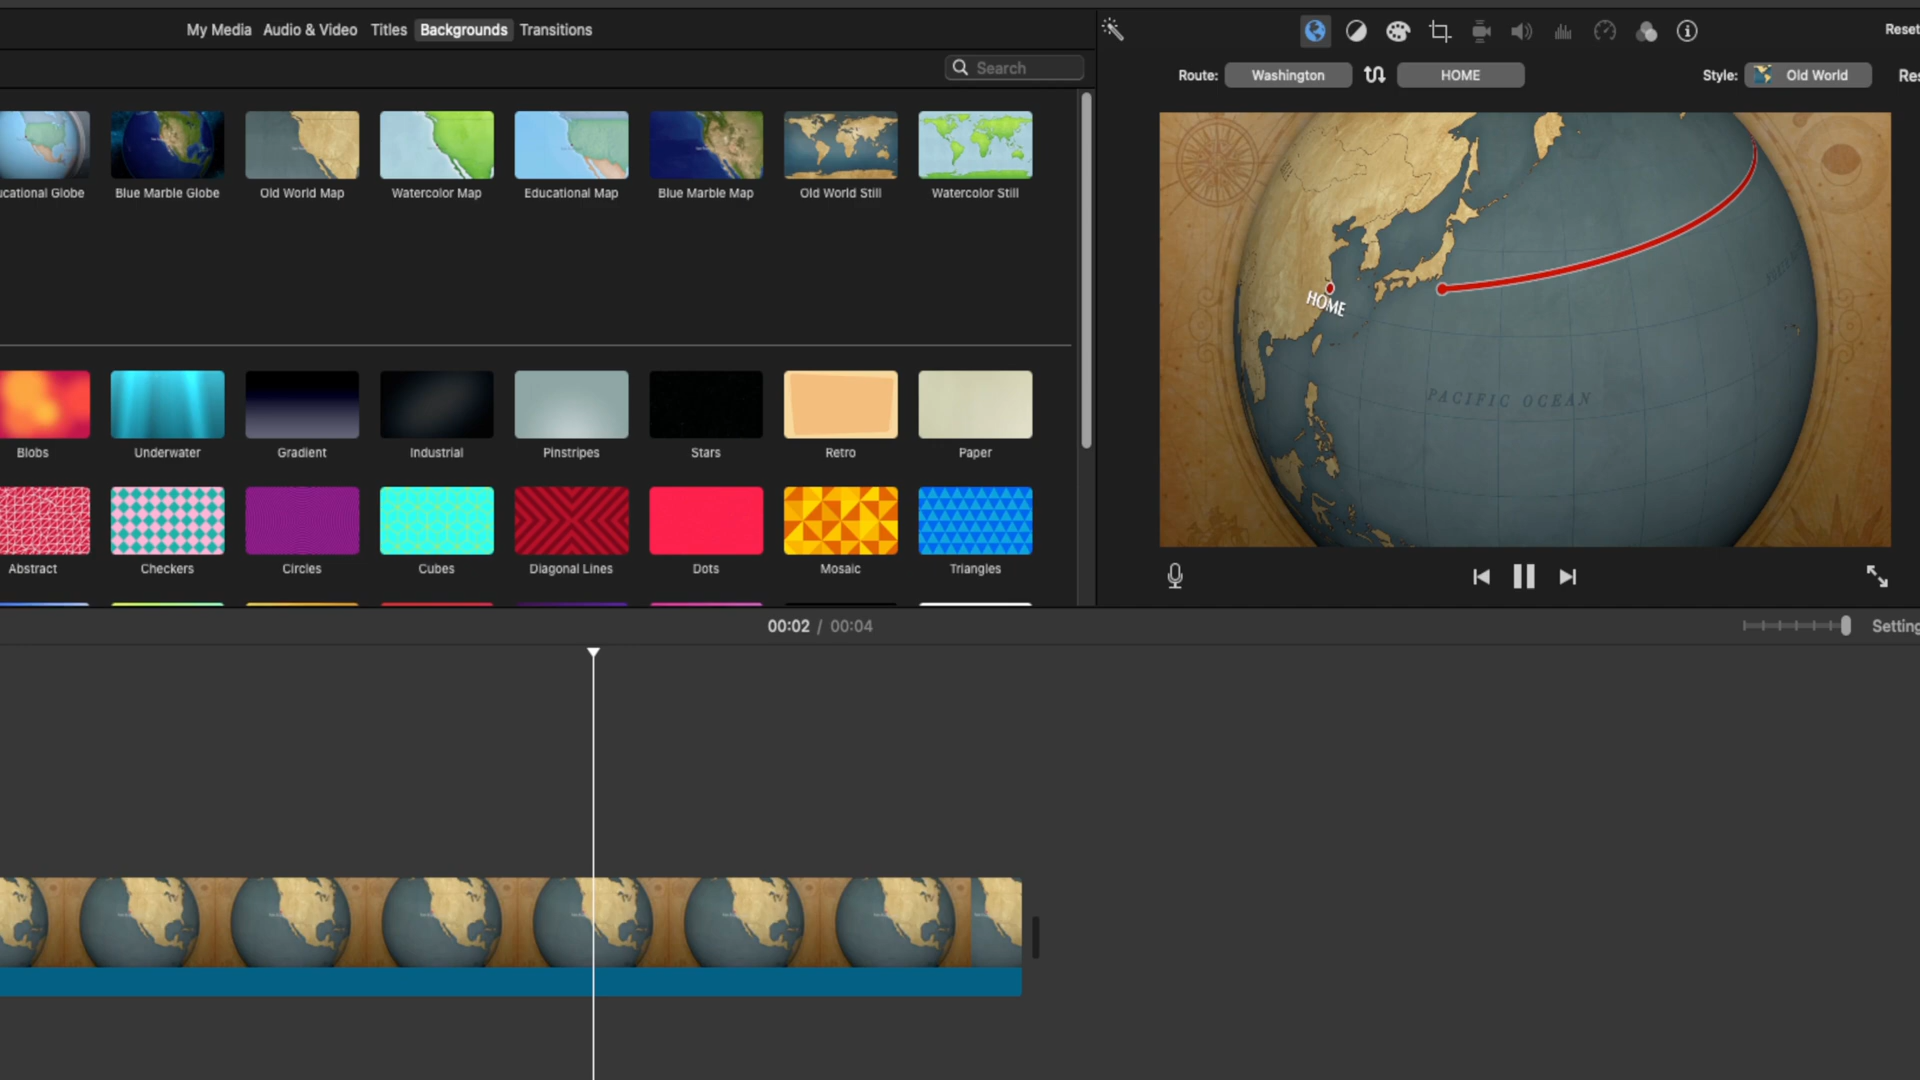 My Media Audio & Video Titles Backgrounds Transitions
Reset
Search
Route: Washington HOME Style: Old World Res
ucational Globe Blue Marble Globe Old World Map Watercolor Map Educational Map Blue Marble Map Old World Still Watercolor Still
HOME
PACIFIC OCEAN
Blobs Underwater Gradient Industrial Pinstripes Stars Retro Paper
Abstract Checkers Circles Cubes Diagonal Lines Dots Mosaic Triangles
00:02 / 00:04
Setting